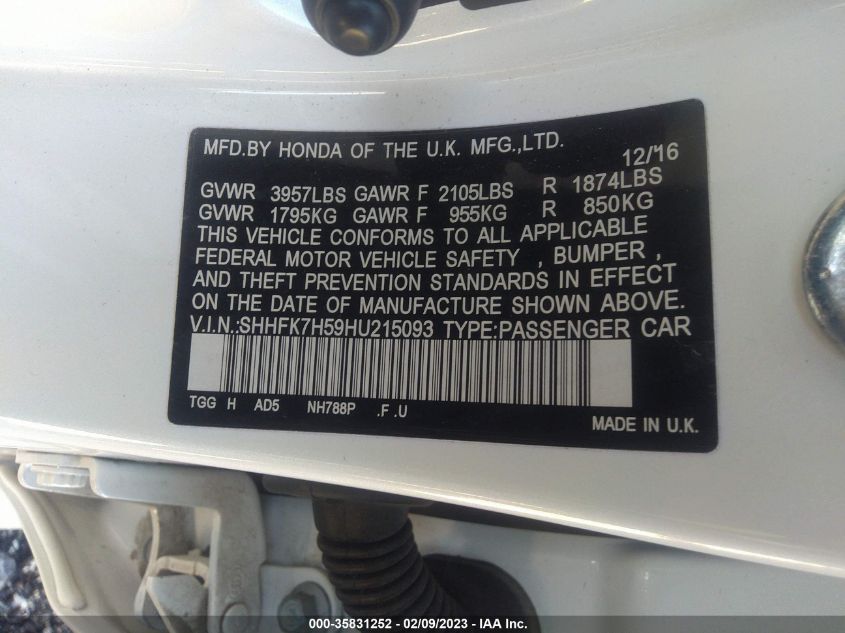 MFD.BY HONDA OF THE U.K. MFG.,LTD.
12/16
GVWR 3957LBS GAWR F 2105LBS R 1874LBS
GVWR 1795KG GAWR F 955KG R 850KG
THIS VEHICLE CONFORMS TO ALL APPLICABLE
FEDERAL MOTOR VEHICLE SAFETY , BUMPER ,
AND THEFT PREVENTION STANDARDS IN EFFECT
ON THE DATE OF MANUFACTURE SHOWN ABOVE.
V.I.N.:SHHFK7H59HU215093 TYPE:PASSENGER CAR
TGG H AD5 NH788P .F .U
MADE IN U.K.
000-35831252 - 02/09/2023 - IAA Inc.